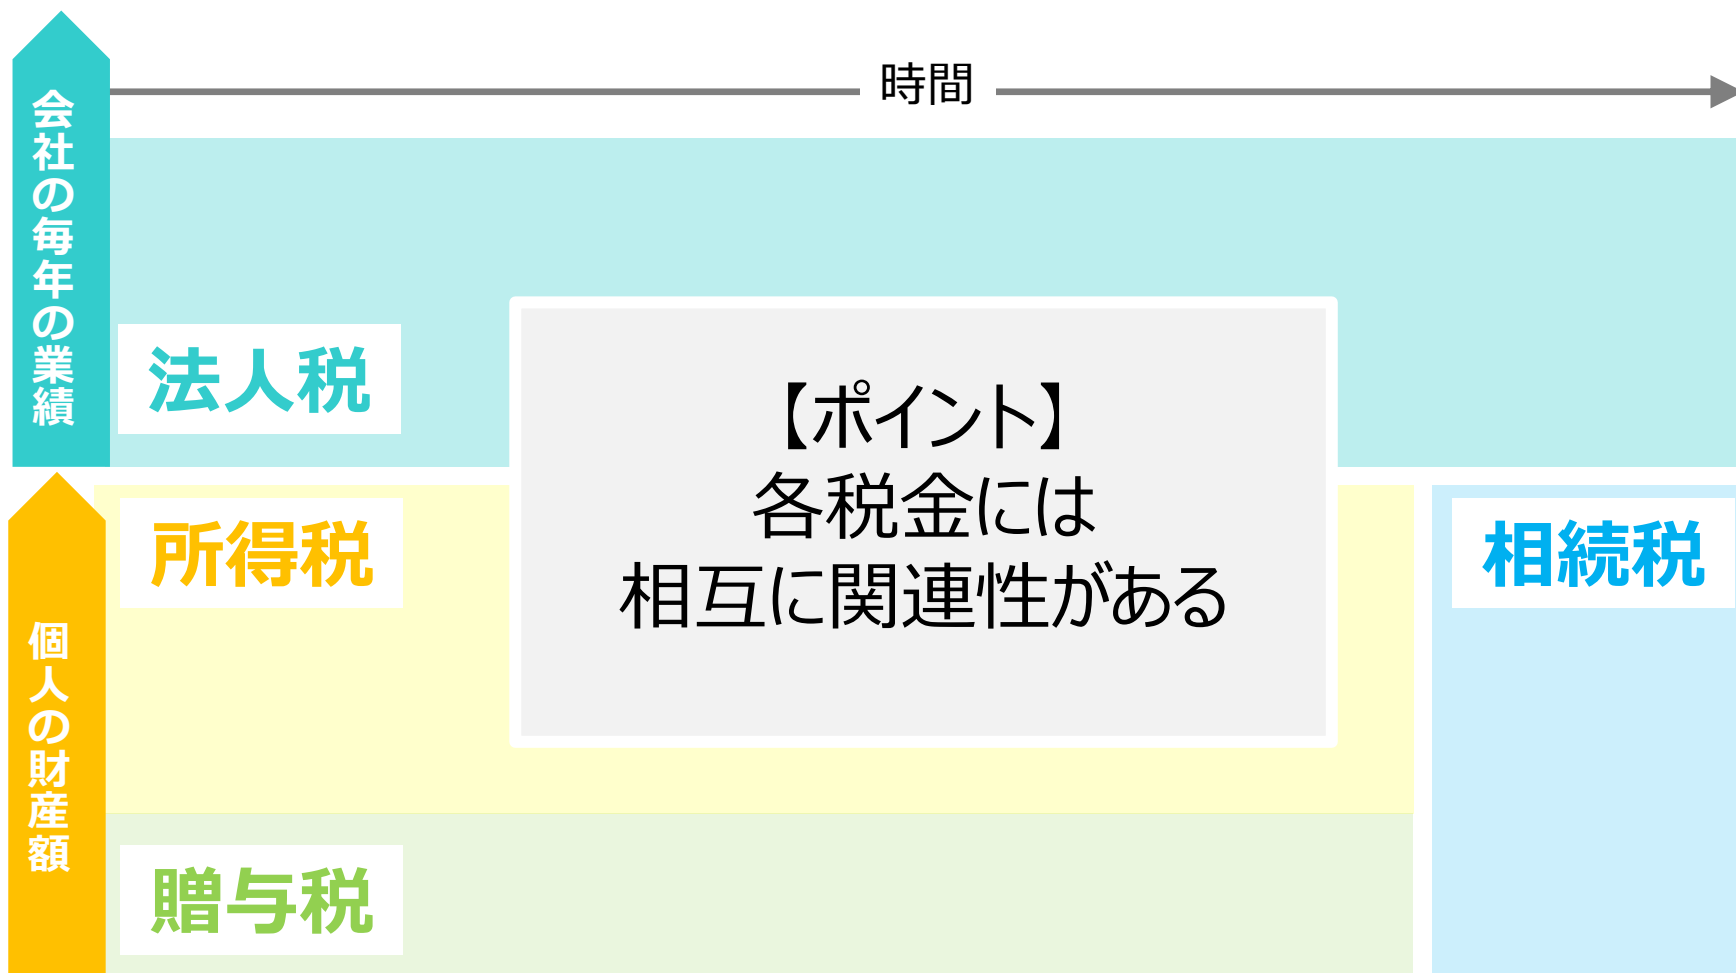 時間
会社の毎年の業績
法人税
【ポイント】
各税金には
相互に関連性がある
所得税
相続税
個人の財産額
贈与税